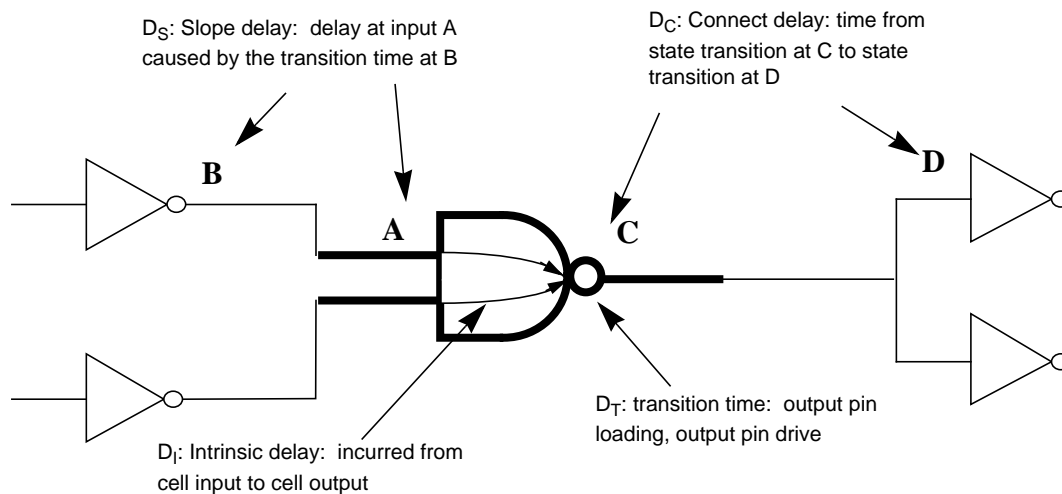 D_S: Slope delay: delay at input A
caused by the transition time at B
D_C: Connect delay: time from
state transition at C to state
transition at D
B
D
A
C
D_T: transition time: output pin
loading, output pin drive
D_I: Intrinsic delay: incurred from
cell input to cell output